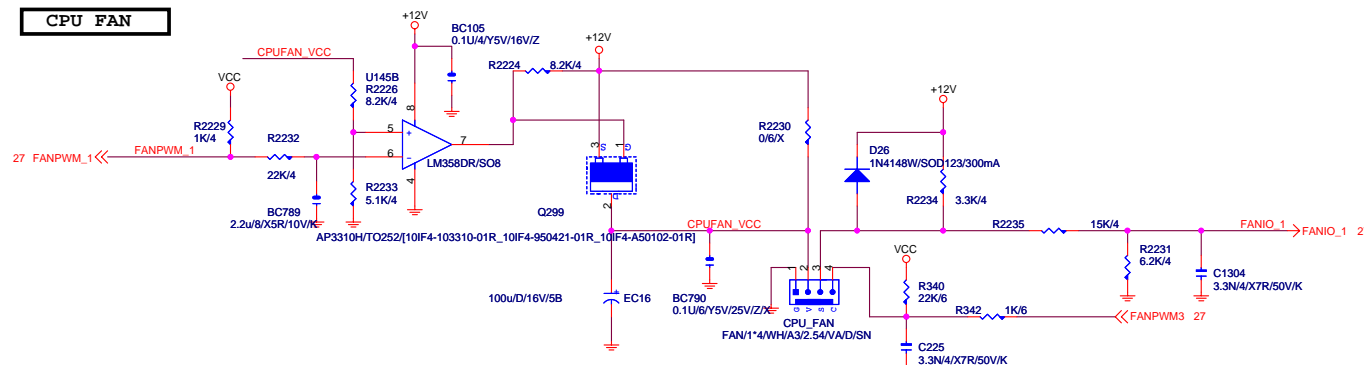 CPU FAN
+12V
BC105
0.1U/4/Y5V/16V/Z
+12V
CPUFAN_VCC
R2224
8.2K/4
VCC
U145B
R2226
8.2K/4
+12V
8
R2229
1K/4
R2232
5
+
7
3
S
1
G
R2230
0/6/X
D26
1N4148W/SOD123/300mA
27 FANPWM_1
FANPWM_1
6
-
LM358DR/SO8
22K/4
4
R2233
5.1K/4
2
D
R2234
3.3K/4
BC789
2.2u/8/X5R/10V/K
Q299
CPUFAN_VCC
R2235
15K/4
FANIO_1
FANIO_1 2
AP3310H/TO252/[10IF4-103310-01R_10IF4-950421-01R_10IF4-A50102-01R]
VCC
R2231
6.2K/4
1
2
3
4
C1304
3.3N/4/X7R/50V/K
R340
22K/6
100u/D/16V/5B
+
EC16
BC790
0.1U/6/Y5V/25V/Z/X
G
V
S
C
R342
1K/6
FANPWM3 27
CPU_FAN
FAN/1*4/WH/A3/2.54/VA/D/SN
C225
3.3N/4/X7R/50V/K